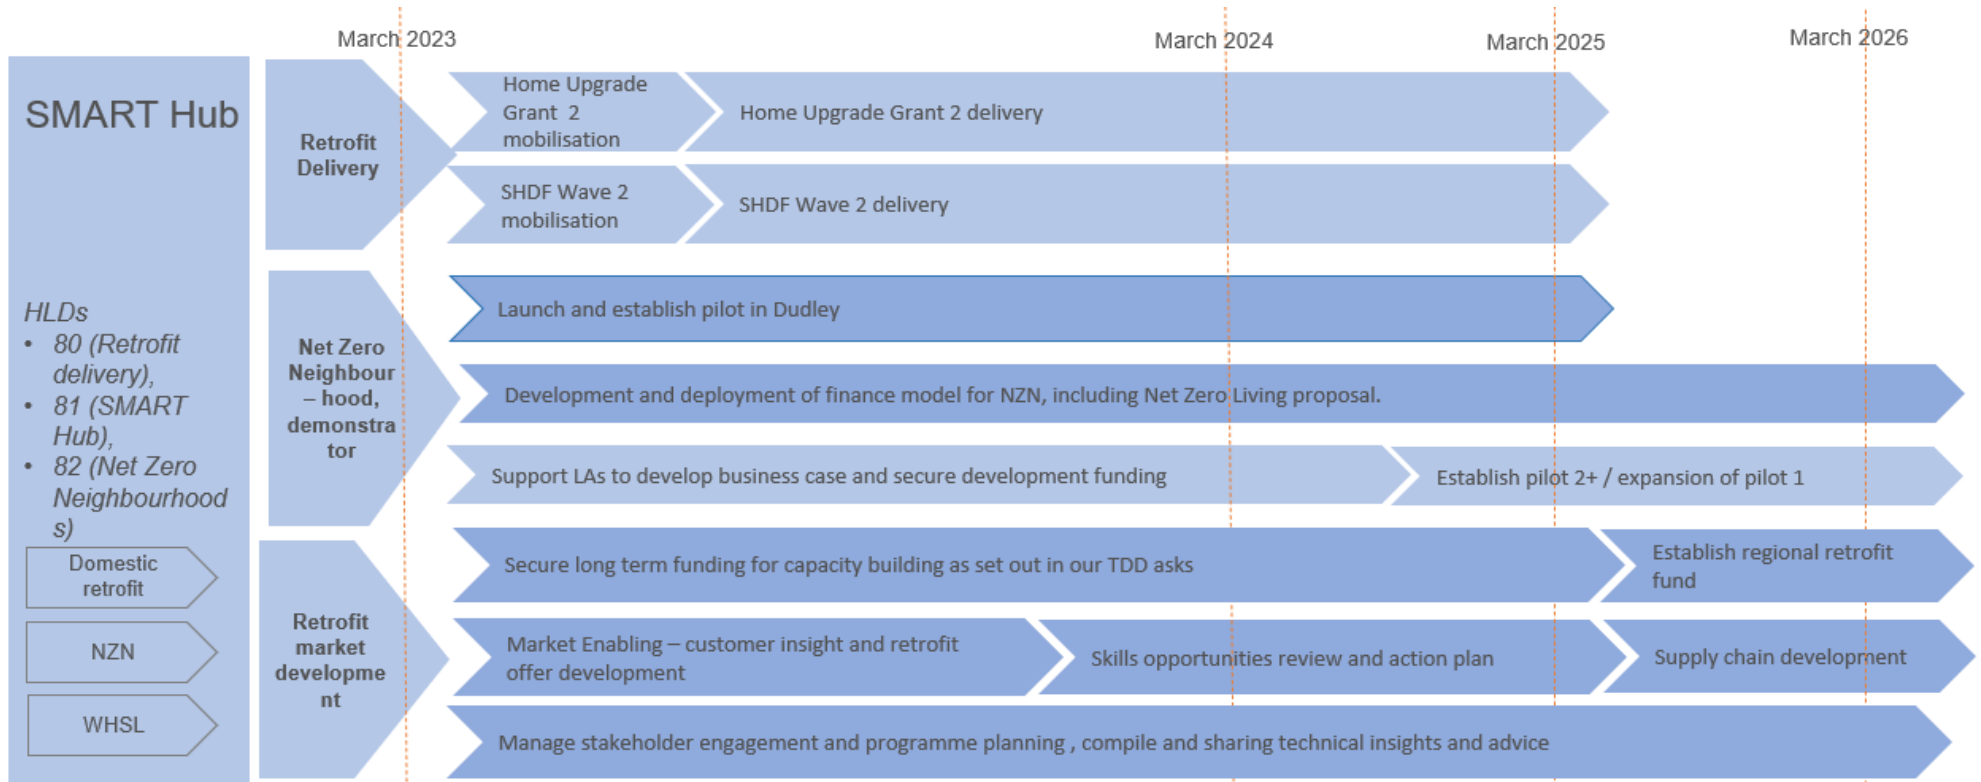 March 2023
March 2024
March 2025
March 2026
SMART Hub
HLDs
• 80 (Retrofit
delivery),
• 81 (SMART
Hub),
• 82 (Net Zero
Neighbourhood
s)
Domestic
retrofit
NZN
WHSL
Retrofit
Delivery
Home Upgrade
Grant 2
mobilisation
Home Upgrade Grant 2 delivery
SHDF Wave 2
mobilisation
SHDF Wave 2 delivery
Net Zero
Neighbour
– hood,
demonstra
tor
Launch and establish pilot in Dudley
Development and deployment of finance model for NZN, including Net Zero Living proposal.
Support LAs to develop business case and secure development funding
Establish pilot 2+ / expansion of pilot 1
Retrofit
market
developme
nt
Secure long term funding for capacity building as set out in our TDD asks
Establish regional retrofit
fund
Market Enabling – customer insight and retrofit
offer development
Skills opportunities review and action plan
Supply chain development
Manage stakeholder engagement and programme planning , compile and sharing technical insights and advice